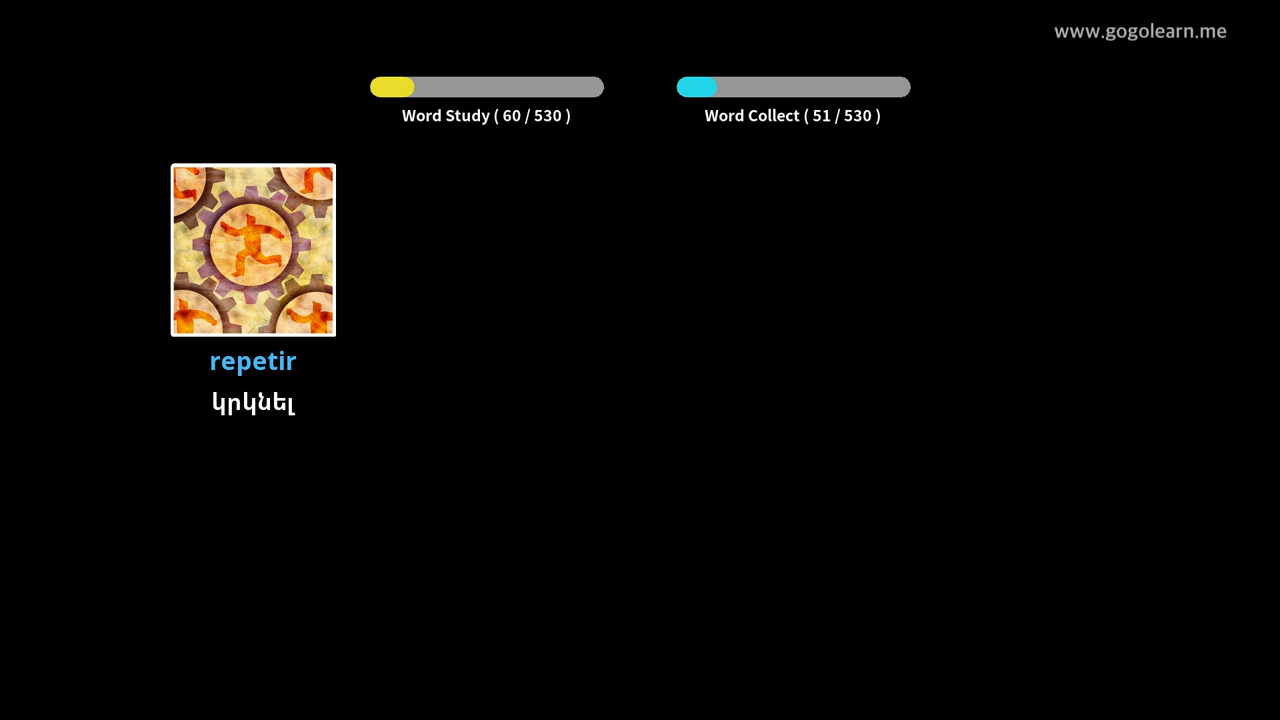 www.gogolearn.me
Word Study ( 60 / 530 )
Word Collect ( 51 / 530 )
repetir
կրկնել